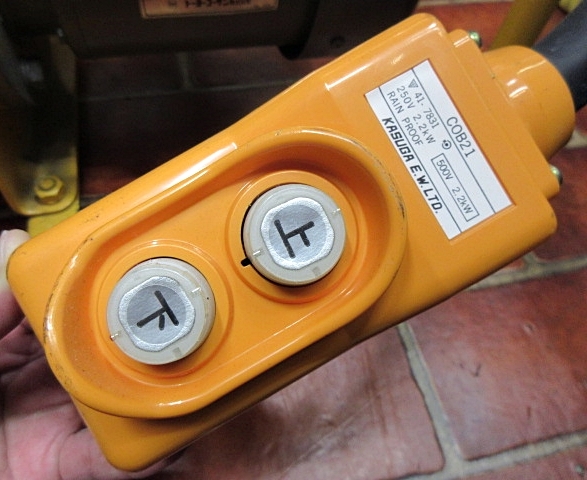 COB21
▽ 41-7831
250V 2.2kW
500V 2.2kW
RAIN PROOF
KASUGA E.W.LTD.
上
下